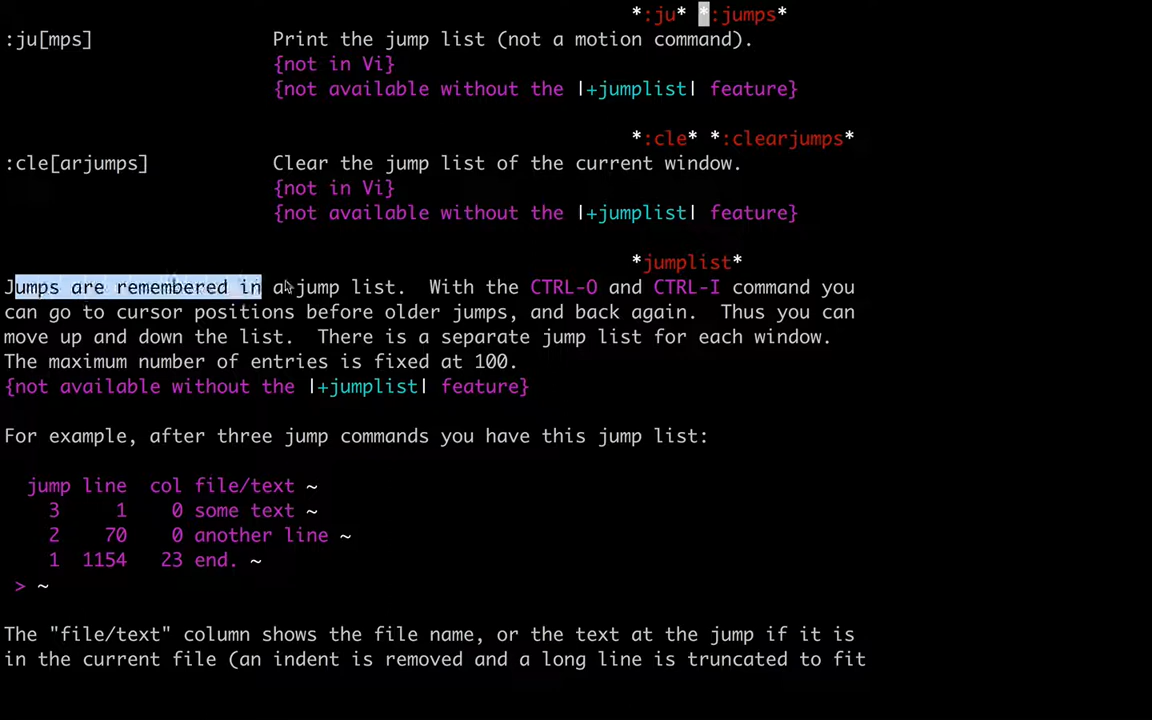 *:ju* *:jumps*
:ju[mps] Print the jump list (not a motion command).
{not in Vi}
{not available without the |+jumplist| feature}
*:cle* *:clearjumps*
:cle[arjumps] Clear the jump list of the current window.
{not in Vi}
{not available without the |+jumplist| feature}
*jumplist*
Jumps are remembered in a jump list.  With the CTRL-O and CTRL-I command you
can go to cursor positions before older jumps, and back again.  Thus you can
move up and down the list.  There is a separate jump list for each window.
The maximum number of entries is fixed at 100.
{not available without the |+jumplist| feature}
For example, after three jump commands you have this jump list:
jump line  col file/text ~
3     1    0 some text ~
2    70    0 another line ~
1  1154   23 end. ~
> ~
The "file/text" column shows the file name, or the text at the jump if it is
in the current file (an indent is removed and a long line is truncated to fit